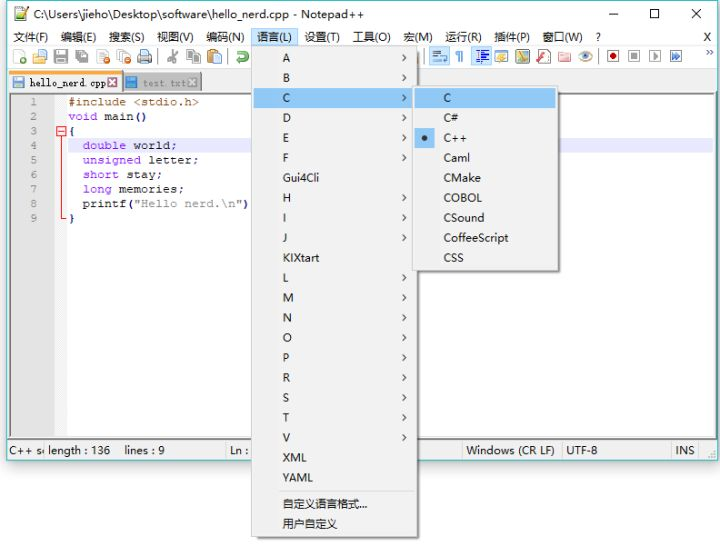 C:\Users\jieho\Desktop\software\hello_nerd.cpp - Notepad++
文件(F) 编辑(E) 搜索(S) 视图(V) 编码(N) 语言(L) 设置(T) 工具(O) 宏(M) 运行(R) 插件(P) 窗口(W) ? X
hello_nerd.cpp test.txt
1 #include <stdio.h>
2 void main()
3 {
4 double world;
5 unsigned letter;
6 short stay;
7 long memories;
8 printf("Hello nerd.\n")
9 }
A
B
C
D
E
F
Gui4Cli
H
I
J
KIXtart
L
M
N
O
P
R
S
T
V
XML
YAML
自定义语言格式...
用户自定义
C
C#
C++
Caml
CMake
COBOL
CSound
CoffeeScript
CSS
C++ length : 136 lines : 9 Ln : Windows (CR LF) UTF-8 INS